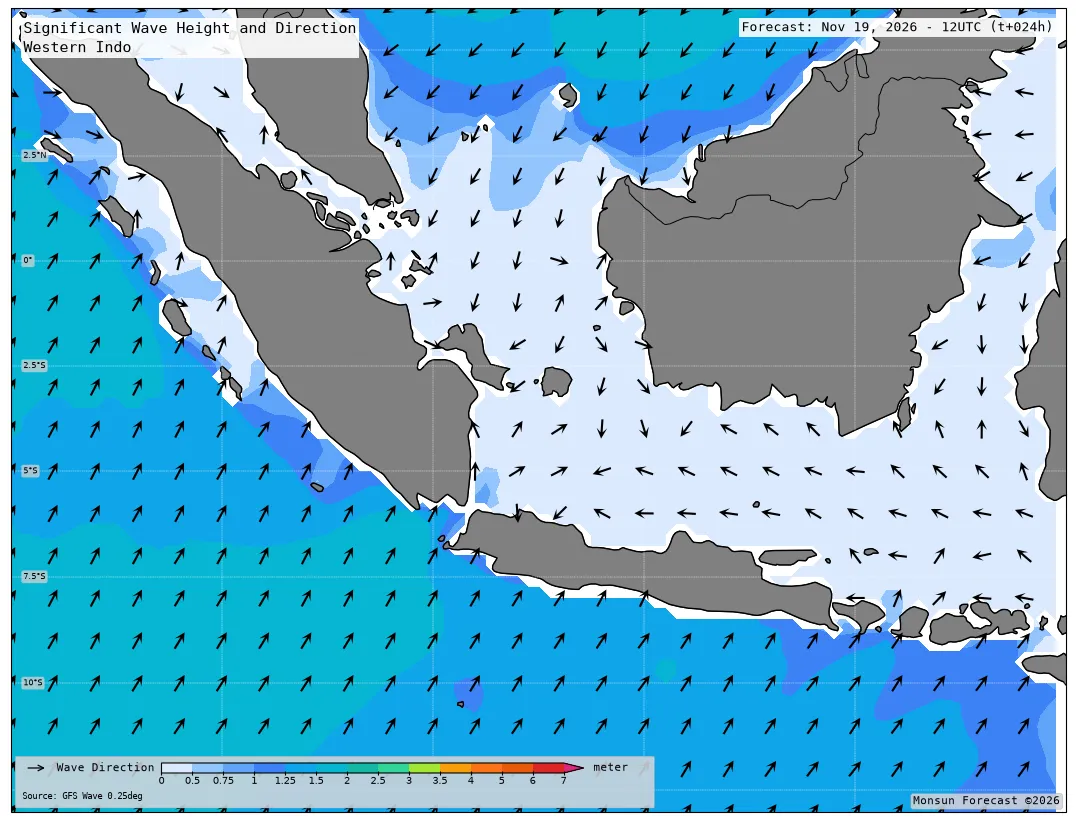 Significant Wave Height and Direction
Western Indo
Forecast: Nov 19, 2026 - 12UTC (t+024h)
2.5°N
0°
2.5°S
5°S
7.5°S
10°S
Wave Direction
meter
0 0.5 0.75 1 1.25 1.5 2 2.5 3 3.5 4 5 6 7
Source: GFS Wave 0.25deg
Monsun Forecast ©2026